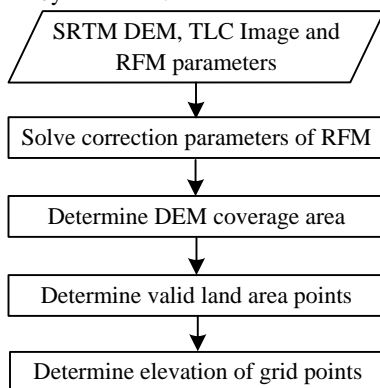 SRTM DEM, TLC Image and
RFM parameters
Solve correction parameters of RFM
Determine DEM coverage area
Determine valid land area points
Determine elevation of grid points